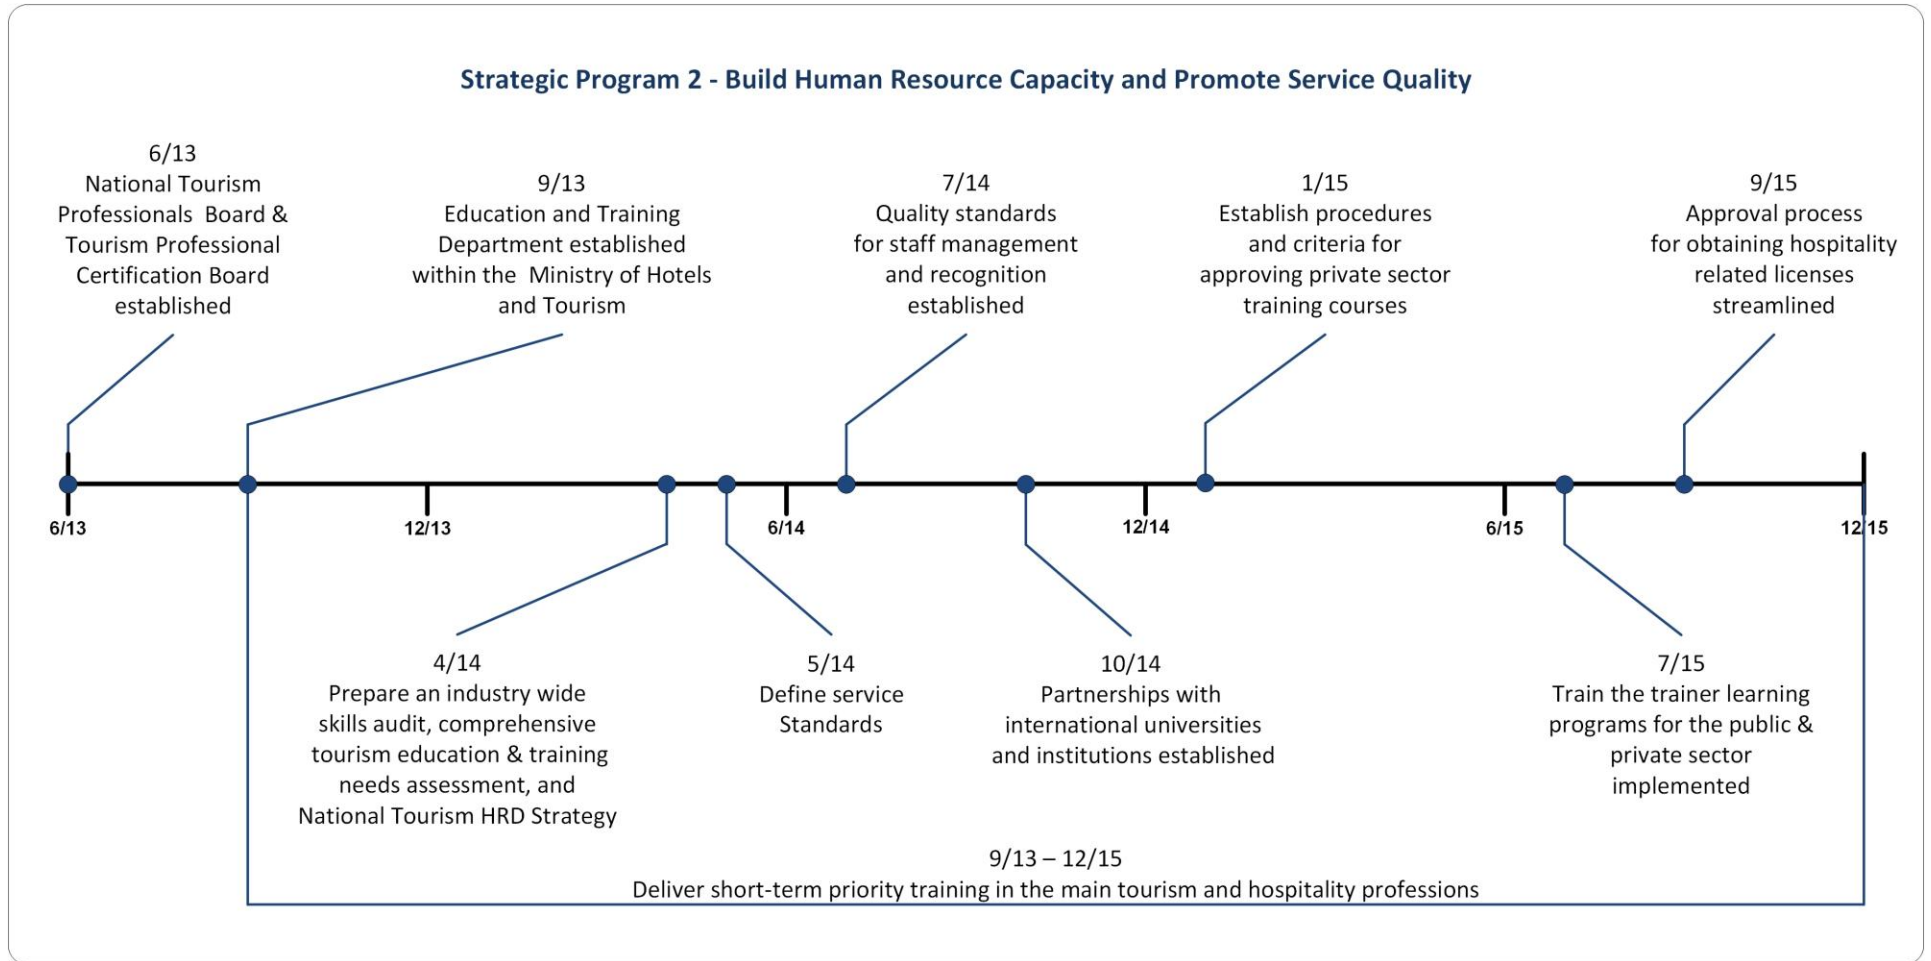 Strategic Program 2 - Build Human Resource Capacity and Promote Service Quality
6/13
National Tourism
Professionals Board &
Tourism Professional
Certification Board
established
9/13
Education and Training
Department established
within the Ministry of Hotels
and Tourism
7/14
Quality standards
for staff management
and recognition
established
1/15
Establish procedures
and criteria for
approving private sector
training courses
9/15
Approval process
for obtaining hospitality
related licenses
streamlined
6/13
12/13
6/14
12/14
6/15
12/15
4/14
Prepare an industry wide
skills audit, comprehensive
tourism education & training
needs assessment, and
National Tourism HRD Strategy
5/14
Define service
Standards
10/14
Partnerships with
international universities
and institutions established
7/15
Train the trainer learning
programs for the public &
private sector
implemented
9/13 – 12/15
Deliver short-term priority training in the main tourism and hospitality professions